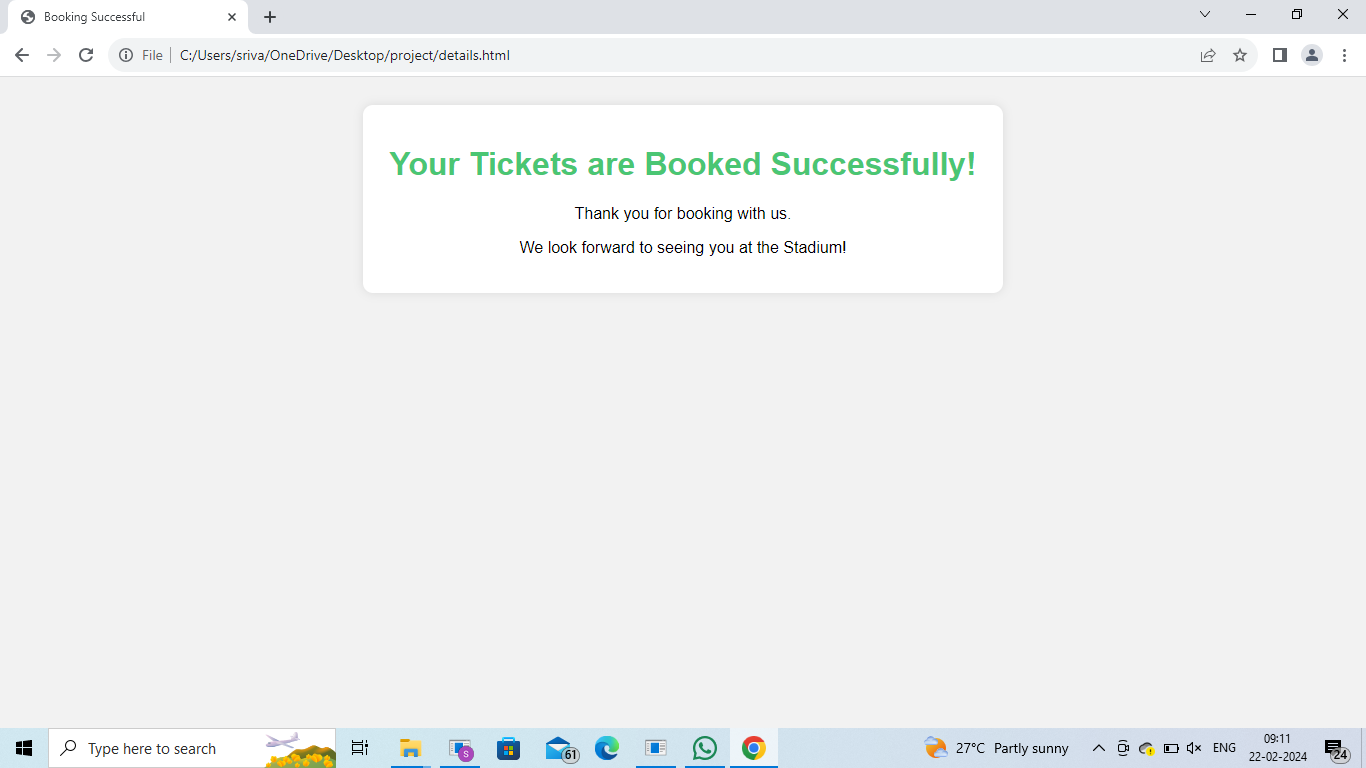 Booking Successful
File
C:/Users/sriva/OneDrive/Desktop/project/details.html
Your Tickets are Booked Successfully!
Thank you for booking with us.
We look forward to seeing you at the Stadium!
Type here to search
S
61
27°C Partly sunny
ENG
09:11
22-02-2024
24